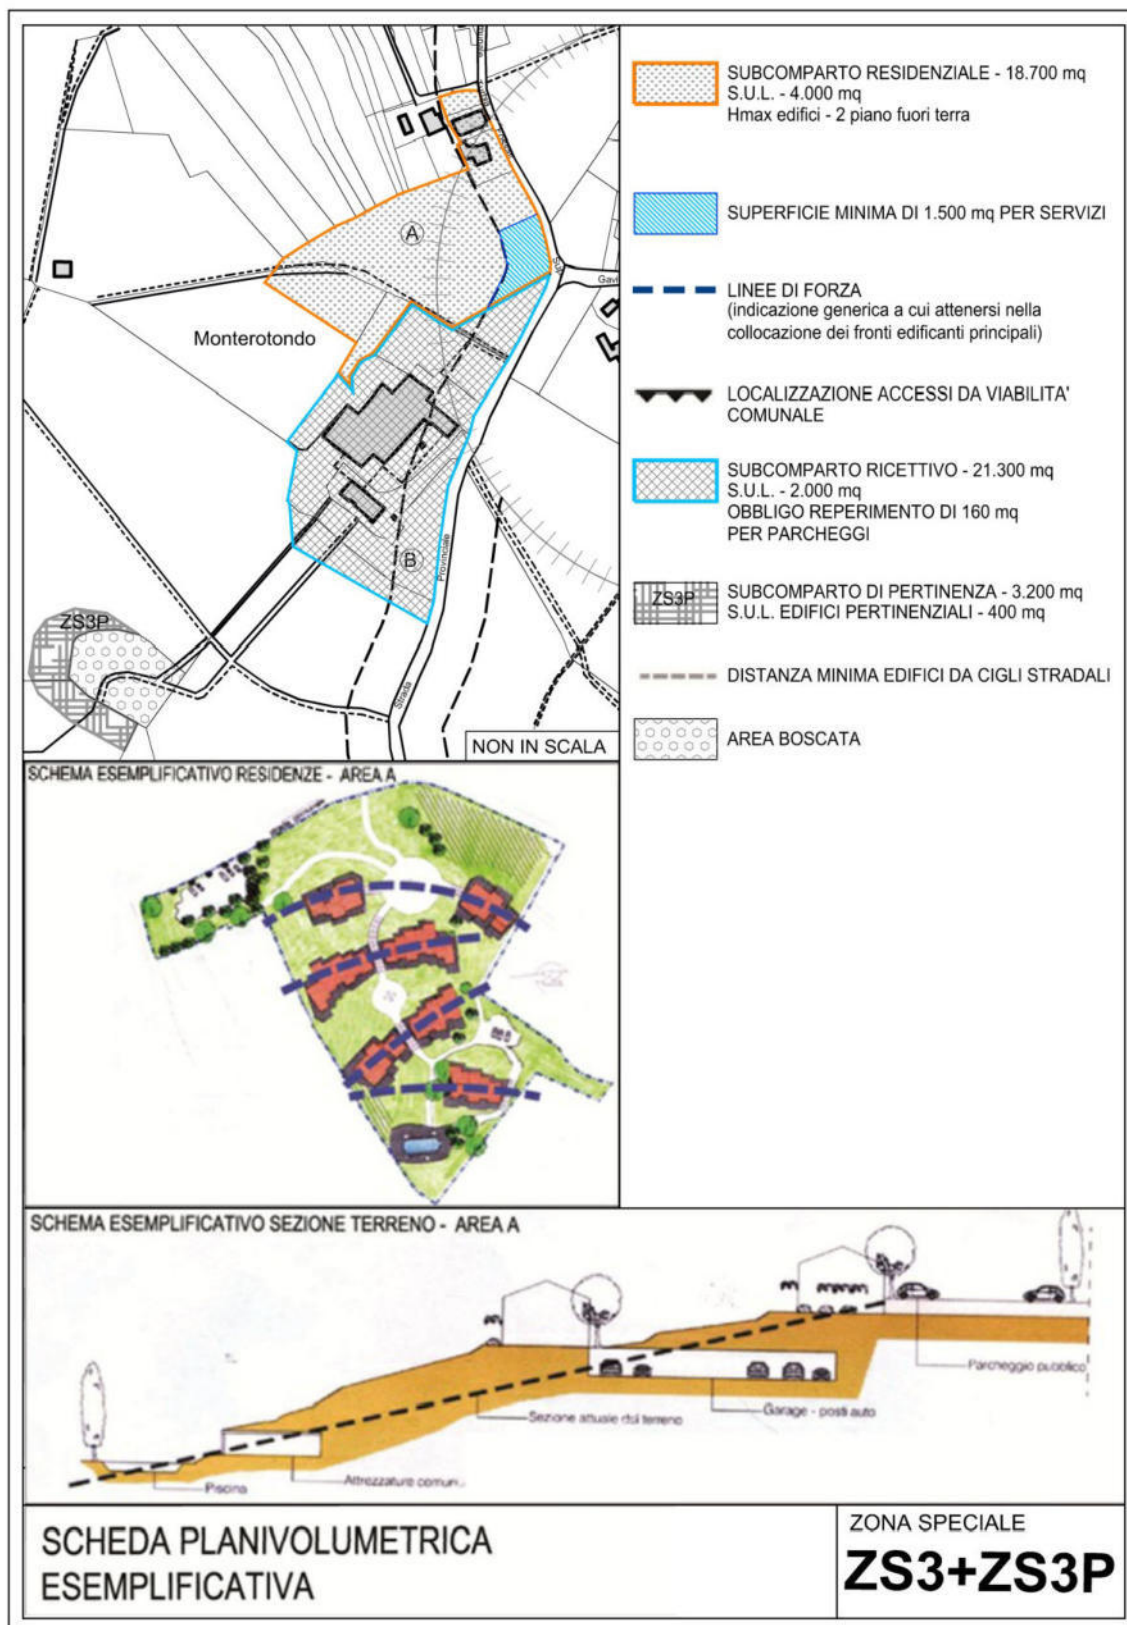 SUBCOMPARTO RESIDENZIALE - 18.700 mq
S.U.L. - 4.000 mq
Hmax edifici - 2 piano fuori terra
SUPERFICIE MINIMA DI 1.500 mq PER SERVIZI
LINEE DI FORZA
(indicazione generica a cui attenersi nella
collocazione dei fronti edificanti principali)
LOCALIZZAZIONE ACCESSI DA VIABILITA'
COMUNALE
SUBCOMPARTO RICETTIVO - 21.300 mq
S.U.L. - 2.000 mq
OBBLIGO REPERIMENTO DI 160 mq
PER PARCHEGGI
ZS3P
SUBCOMPARTO DI PERTINENZA - 3.200 mq
S.U.L. EDIFICI PERTINENZIALI - 400 mq
DISTANZA MINIMA EDIFICI DA CIGLI STRADALI
AREA BOSCATA
A
Monterotondo
B
Provinciale
Strada
ZS3P
NON IN SCALA
SCHEMA ESEMPLIFICATIVO RESIDENZE - AREA A
SCHEMA ESEMPLIFICATIVO SEZIONE TERRENO - AREA A
Parcheggio pubblico
Garage - posti auto
Sezione attuale del terreno
Attrezzature comuni
Piscina
SCHEDA PLANIVOLUMETRICA
ESEMPLIFICATIVA
ZONA SPECIALE
ZS3+ZS3P